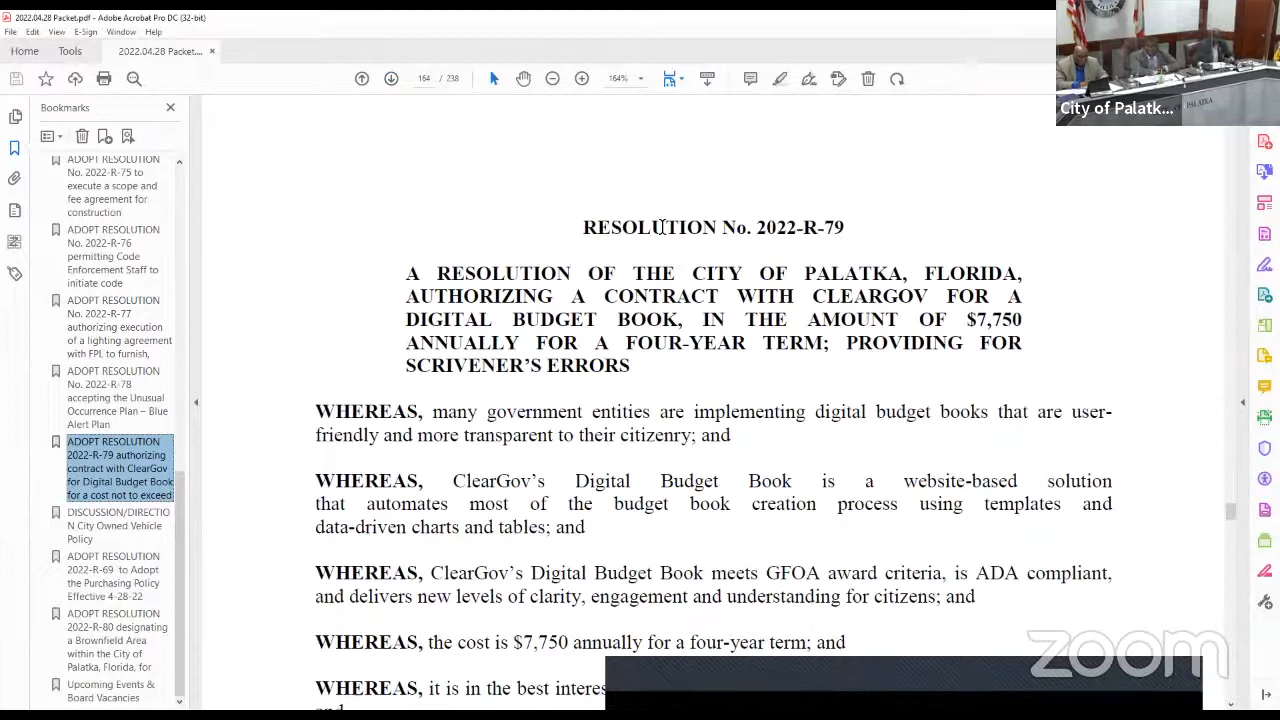 2022.04.28 Packet.pdf - Adobe Acrobat Pro DC (32-bit)
File Edit View E-Sign Window Help
Home Tools 2022.04.28 Packet.... ×
164 / 238 164%
Bookmarks
ADOPT RESOLUTION
No. 2022-R-75 to
execute a scope and
fee agreement for
construction
ADOPT RESOLUTION
No. 2022-R-76
permitting Code
Enforcement Staff to
initiate code
ADOPT RESOLUTION
No. 2022-R-77
authorizing execution
of a lighting agreement
with FPL to furnish,
ADOPT RESOLUTION
No. 2022-R-78
accepting the Unusual
Occurrence Plan – Blue
Alert Plan
ADOPT RESOLUTION
2022-R-79 authorizing
contract with ClearGov
for Digital Budget Book
for a cost not to exceed
DISCUSSION/DIRECTIO
N City Owned Vehicle
Policy
ADOPT RESOLUTION
2022-R-69 to Adopt
the Purchasing Policy
Effective 4-28-22
ADOPT RESOLUTION
2022-R-80 designating
a Brownfield Area
within the City of
Palatka, Florida, for
Upcoming Events &
Board Vacancies
RESOLUTION No. 2022-R-79
A RESOLUTION OF THE CITY OF PALATKA, FLORIDA,
AUTHORIZING A CONTRACT WITH CLEARGOV FOR A
DIGITAL BUDGET BOOK, IN THE AMOUNT OF $7,750
ANNUALLY FOR A FOUR-YEAR TERM; PROVIDING FOR
SCRIVENER'S ERRORS
WHEREAS, many government entities are implementing digital budget books that are user-
friendly and more transparent to their citizenry; and
WHEREAS, ClearGov's Digital Budget Book is a website-based solution
that automates most of the budget book creation process using templates and
data-driven charts and tables; and
WHEREAS, ClearGov's Digital Budget Book meets GFOA award criteria, is ADA compliant,
and delivers new levels of clarity, engagement and understanding for citizens; and
WHEREAS, the cost is $7,750 annually for a four-year term; and
WHEREAS, it is in the best
City of Palatk...
PALATKA
zoom